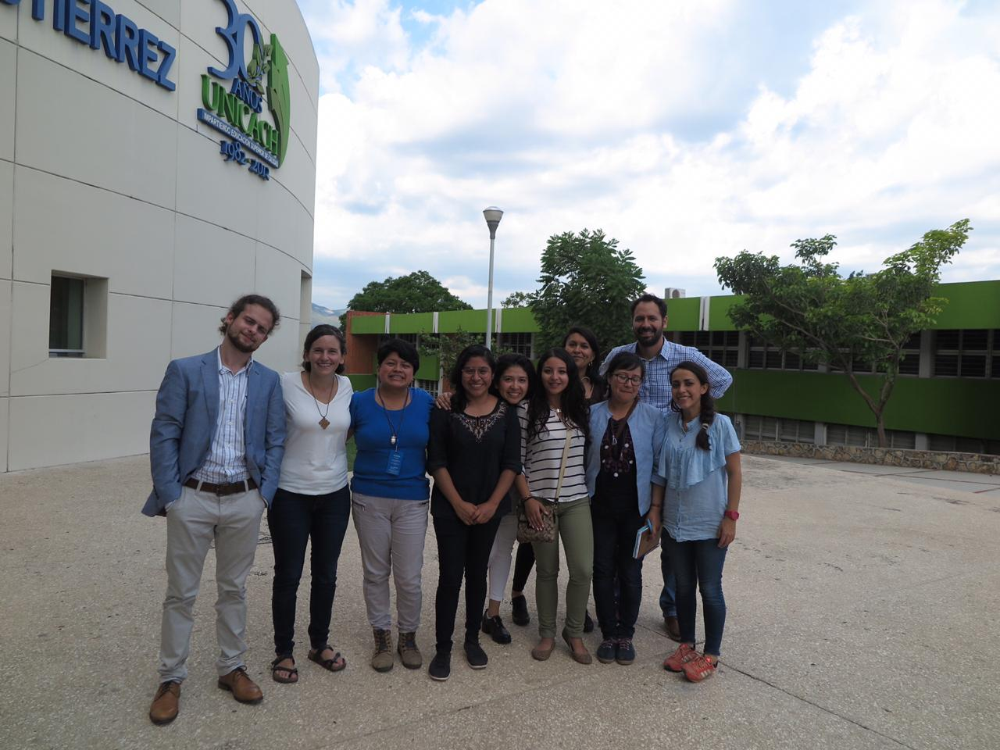 UTIERREZ
30
AÑOS
UNICACH
IMPARTIENDO EDUCACIÓN SUPERIOR DE CALIDAD
1982-2012